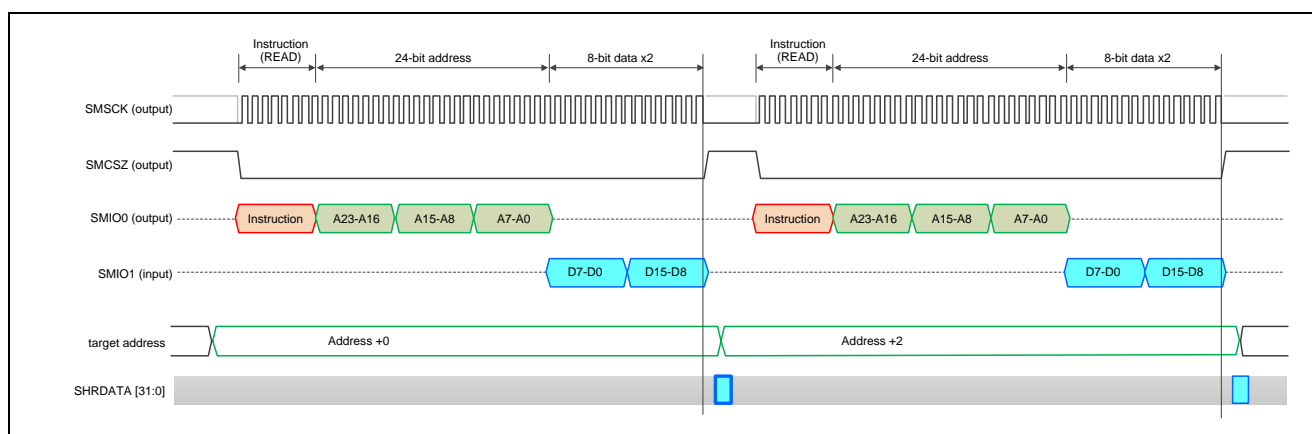 Instruction
(READ) 24-bit address 8-bit data x2 Instruction
(READ) 24-bit address 8-bit data x2
SMSCK (output)
SMCSZ (output)
SMIO0 (output) Instruction A23-A16 A15-A8 A7-A0 Instruction A23-A16 A15-A8 A7-A0
SMIO1 (input) D7-D0 D15-D8 D7-D0 D15-D8
target address Address +0 Address +2
SHRDATA [31:0]